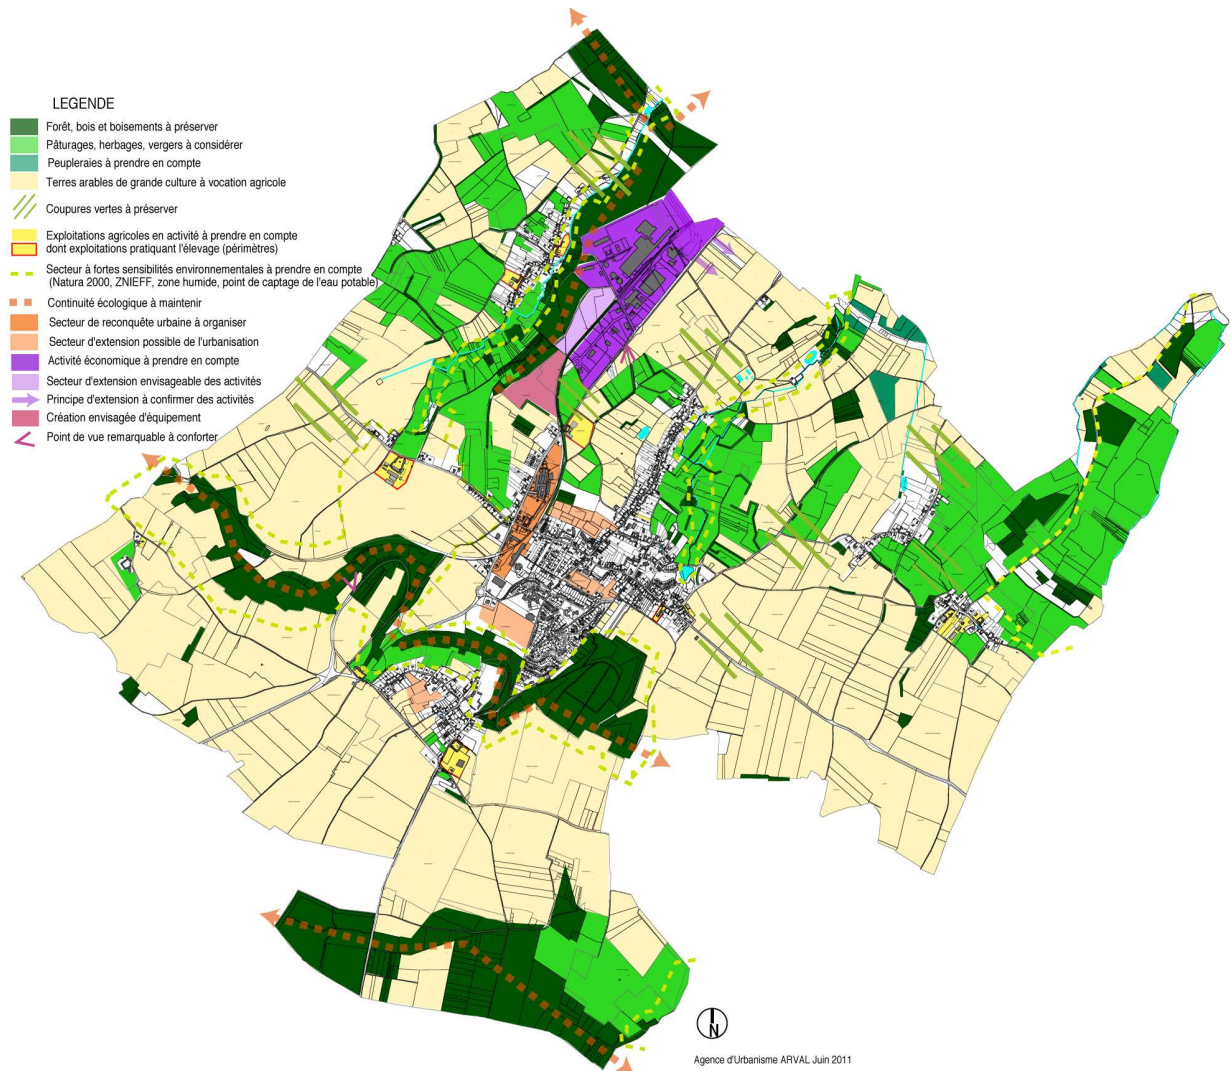 LEGENDE
Forêt, bois et boisements à préserver
Pâturages, herbages, vergers à considérer
Peupleraies à prendre en compte
Terres arables de grande culture à vocation agricole
Coupures vertes à préserver
Exploitations agricoles en activité à prendre en compte
dont exploitations pratiquant l'élevage (périmètres)
Secteur à fortes sensibilités environnementales à prendre en compte
(Natura 2000, ZNIEFF, zone humide, point de captage de l'eau potable)
Continuité écologique à maintenir
Secteur de reconquête urbaine à organiser
Secteur d'extension possible de l'urbanisation
Activité économique à prendre en compte
Secteur d'extension envisageable des activités
Principe d'extension à confirmer des activités
Création envisagée d'équipement
Point de vue remarquable à conforter
N
Agence d'Urbanisme ARVAL Juin 2011